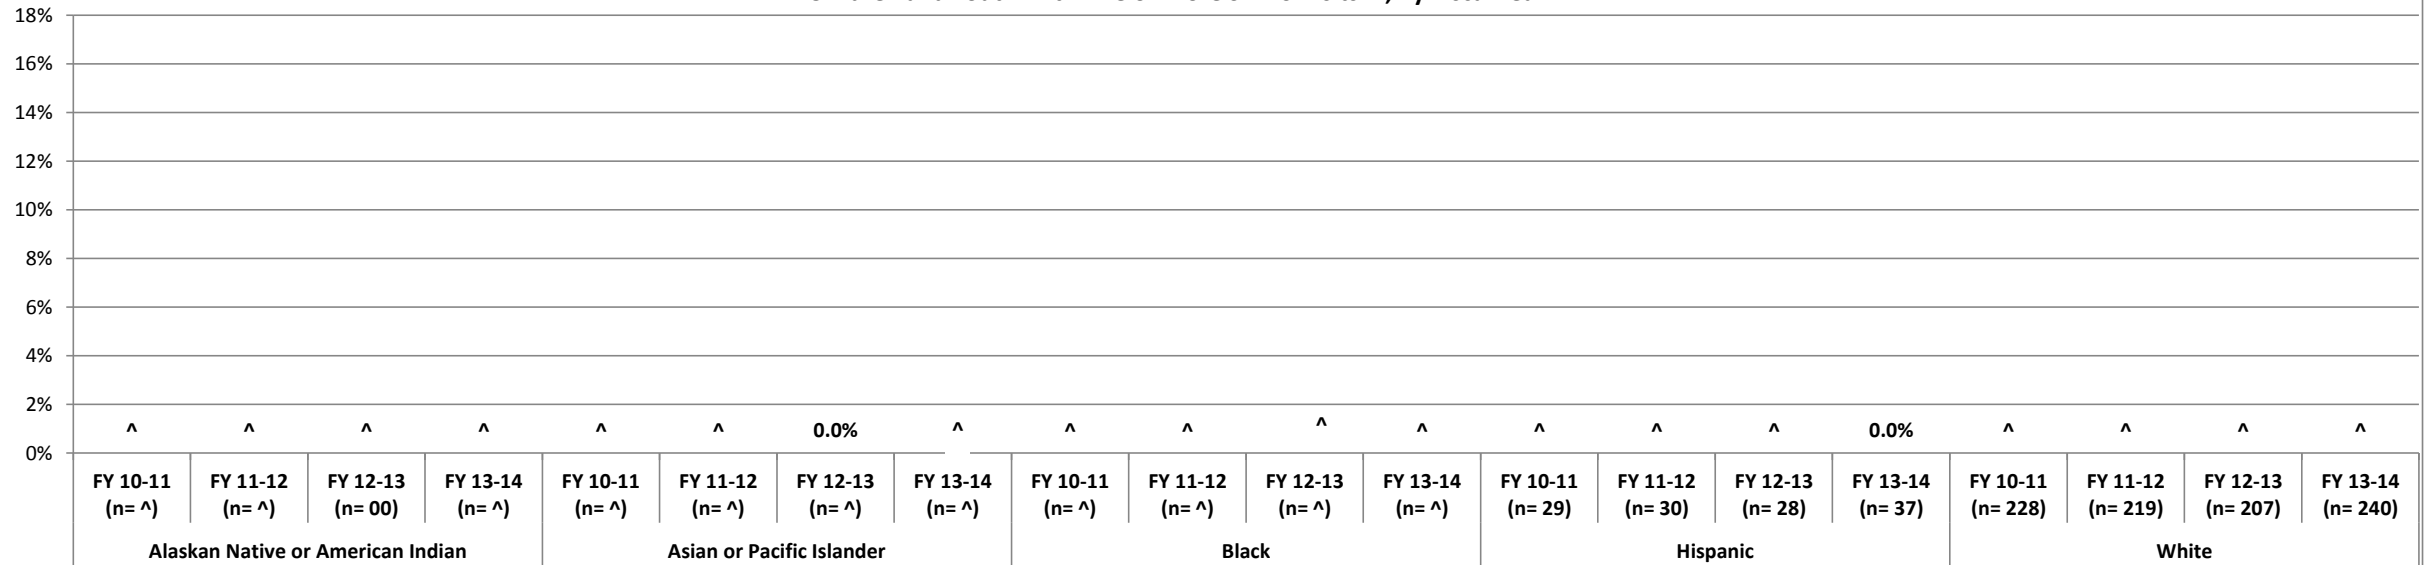 18%
16%
14%
12%
10%
8%
6%
4%
2%
0%
^ ^ ^ ^ ^ ^ 0.0% ^ ^ ^ ^ ^ ^ ^ ^ 0.0% ^ ^ ^ ^
FY 10-11 FY 11-12 FY 12-13 FY 13-14 FY 10-11 FY 11-12 FY 12-13 FY 13-14 FY 10-11 FY 11-12 FY 12-13 FY 13-14 FY 10-11 FY 11-12 FY 12-13 FY 13-14 FY 10-11 FY 11-12 FY 12-13 FY 13-14
(n= ^) (n= ^) (n= 00) (n= ^) (n= ^) (n= ^) (n= ^) (n= ^) (n= ^) (n= ^) (n= ^) (n= ^) (n= 29) (n= 30) (n= 28) (n= 37) (n= 228) (n= 219) (n= 207) (n= 240)
Alaskan Native or American Indian Asian or Pacific Islander Black Hispanic White